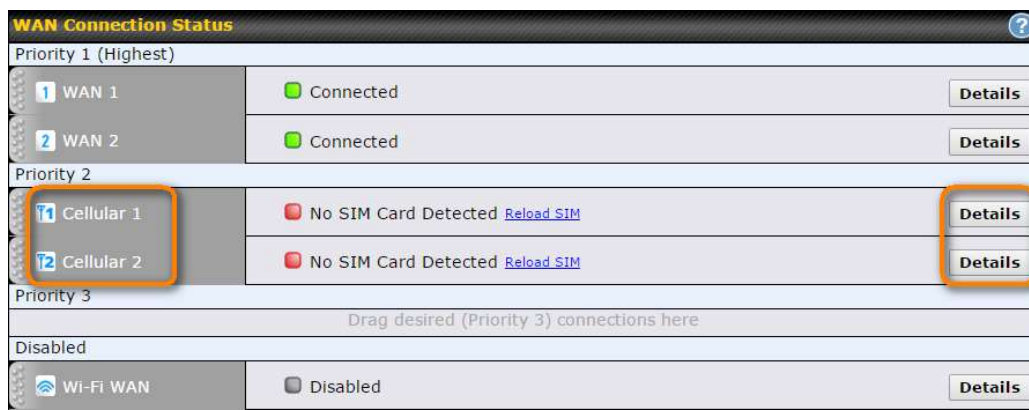 WAN Connection Status ?
Priority 1 (Highest)
1 WAN 1 Connected Details
2 WAN 2 Connected Details
Priority 2
1 Cellular 1 No SIM Card Detected Reload SIM Details
2 Cellular 2 No SIM Card Detected Reload SIM Details
Priority 3
Drag desired (Priority 3) connections here
Disabled
Wi-Fi WAN Disabled Details